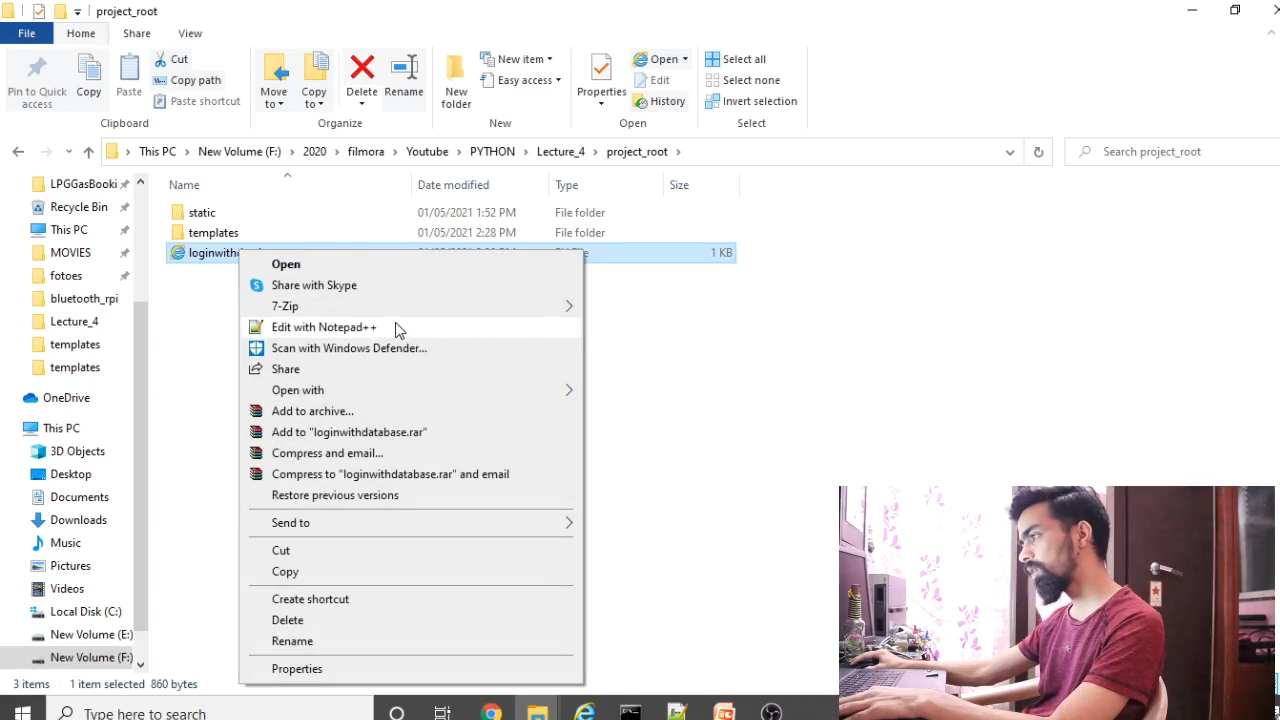 project_root
File
Home
Share
View
Pin to Quick access
Copy
Paste
Cut
Copy path
Paste shortcut
Clipboard
Move to
Copy to
Delete
Rename
Organize
New folder
New item
Easy access
New
Properties
Open
Edit
History
Open
Select all
Select none
Invert selection
Select
This PC
New Volume (F:)
2020
filmora
Youtube
PYTHON
Lecture_4
project_root
Search project_root
LPGGasBooki
Recycle Bin
This PC
MOVIES
fotoes
bluetooth_rpi
Lecture_4
templates
templates
OneDrive
This PC
3D Objects
Desktop
Documents
Downloads
Music
Pictures
Videos
Local Disk (C:)
New Volume (E:)
New Volume (F:)
Name
Date modified
Type
Size
static
01/05/2021 1:52 PM
File folder
templates
01/05/2021 2:28 PM
File folder
1 KB
Open
Share with Skype
7-Zip
Edit with Notepad++
Scan with Windows Defender...
Share
Open with
Add to archive...
Add to "loginwithdatabase.rar"
Compress and email...
Compress to "loginwithdatabase.rar" and email
Restore previous versions
Send to
Cut
Copy
Create shortcut
Delete
Rename
Properties
3 items
1 item selected 860 bytes
Type here to search